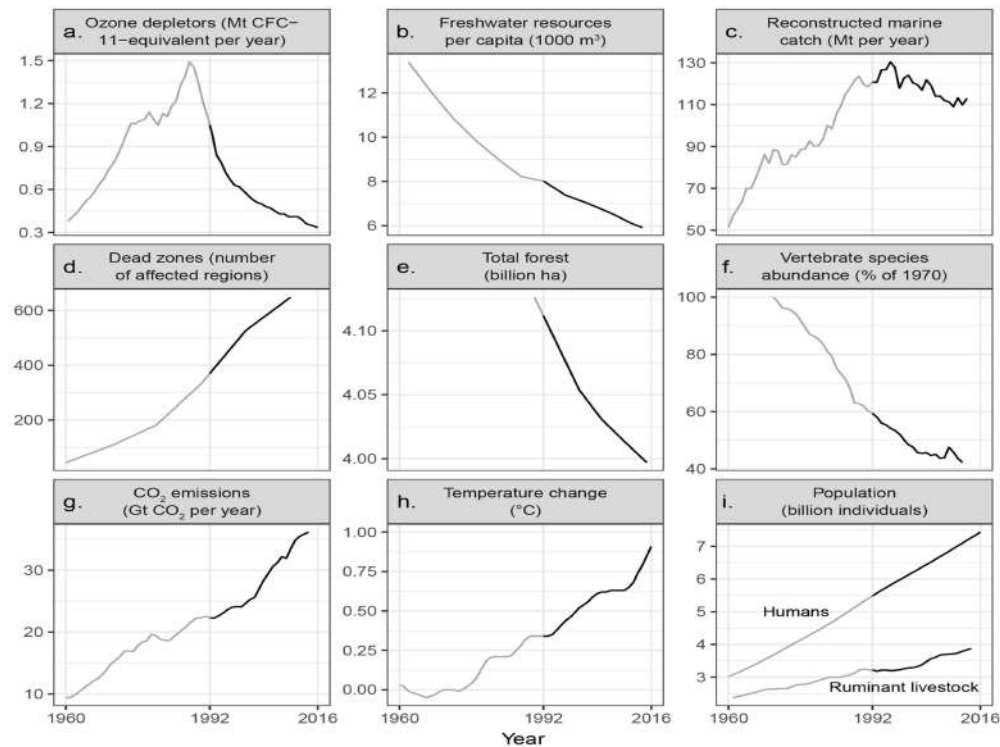 a. Ozone depletors (Mt CFC−
11−equivalent per year)
1.5
1.2
0.9
0.6
0.3
b. Freshwater resources
per capita (1000 m³)
12
10
8
6
c. Reconstructed marine
catch (Mt per year)
130
110
90
70
50
d. Dead zones (number
of affected regions)
600
400
200
e. Total forest
(billion ha)
4.10
4.05
4.00
f. Vertebrate species
abundance (% of 1970)
100
80
60
40
g. CO₂ emissions
(Gt CO₂ per year)
30
20
10
h. Temperature change
(°C)
1.00
0.75
0.50
0.25
0.00
i. Population
(billion individuals)
7
6
5
4
3
Humans
Ruminant livestock
1960 1992 2016
1960 1992 2016
1960 1992 2016
Year